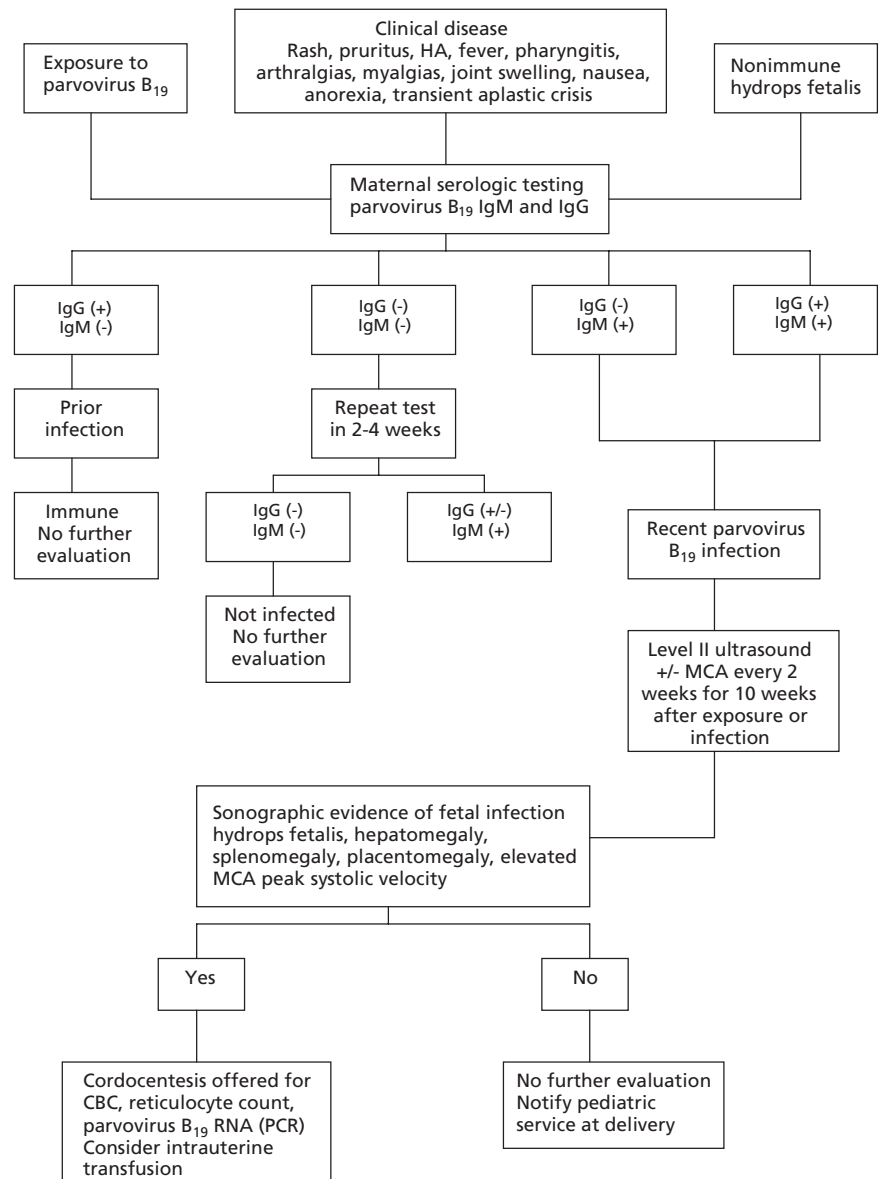 Exposure to
parvovirus B₁₉
Clinical disease
Rash, pruritus, HA, fever, pharyngitis,
arthralgias, myalgias, joint swelling, nausea,
anorexia, transient aplastic crisis
Nonimmune
hydrops fetalis
Maternal serologic testing
parvovirus B₁₉ IgM and IgG
IgG (+)
IgM (-)
IgG (-)
IgM (-)
IgG (-)
IgM (+)
IgG (+)
IgM (+)
Prior
infection
Repeat test
in 2-4 weeks
Immune
No further
evaluation
IgG (-)
IgM (-)
IgG (+/-)
IgM (+)
Recent parvovirus
B₁₉ infection
Not infected
No further
evaluation
Level II ultrasound
+/- MCA every 2
weeks for 10 weeks
after exposure or
infection
Sonographic evidence of fetal infection
hydrops fetalis, hepatomegaly,
splenomegaly, placentomegaly, elevated
MCA peak systolic velocity
Yes
No
Cordocentesis offered for
CBC, reticulocyte count,
parvovirus B₁₉ RNA (PCR)
Consider intrauterine
transfusion
No further evaluation
Notify pediatric
service at delivery